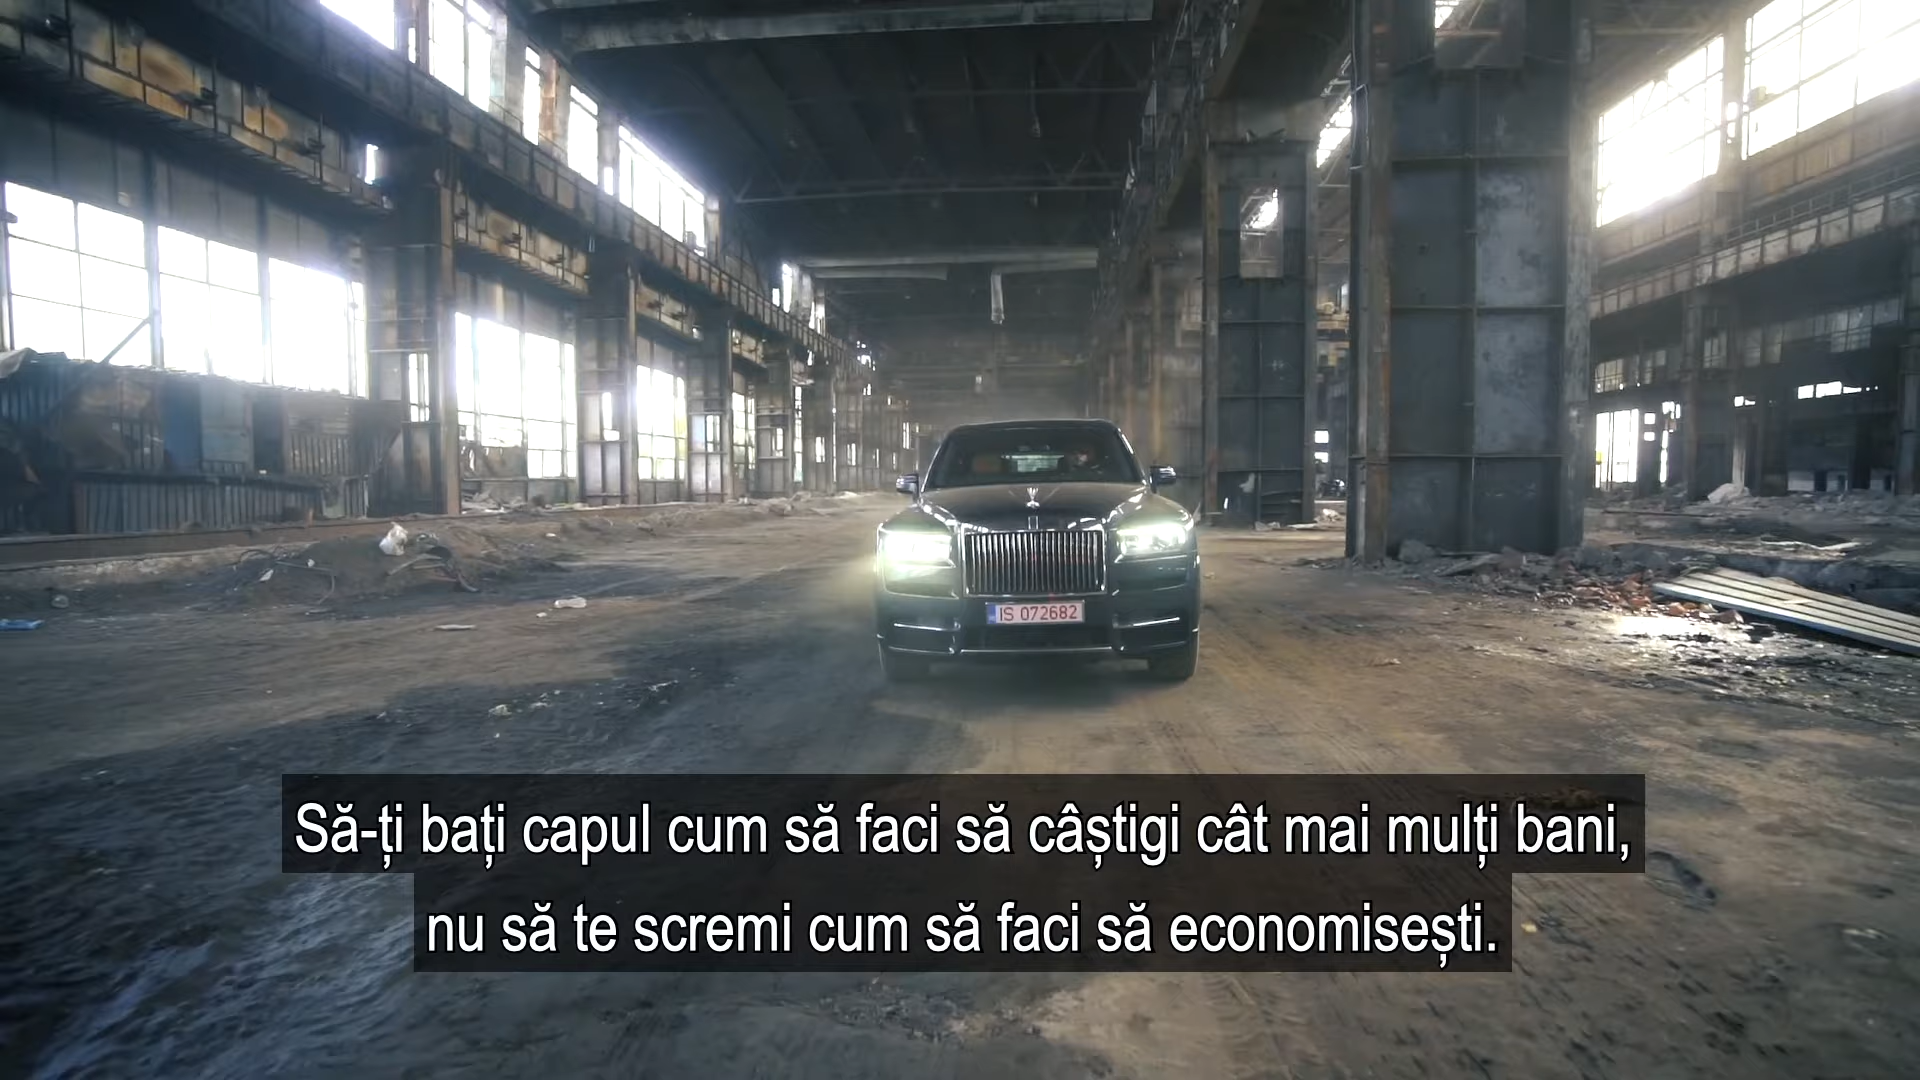 IS 072682
Să-ți bați capul cum să faci să câștigi cât mai mulți bani,
nu să te scremi cum să faci să economisești.